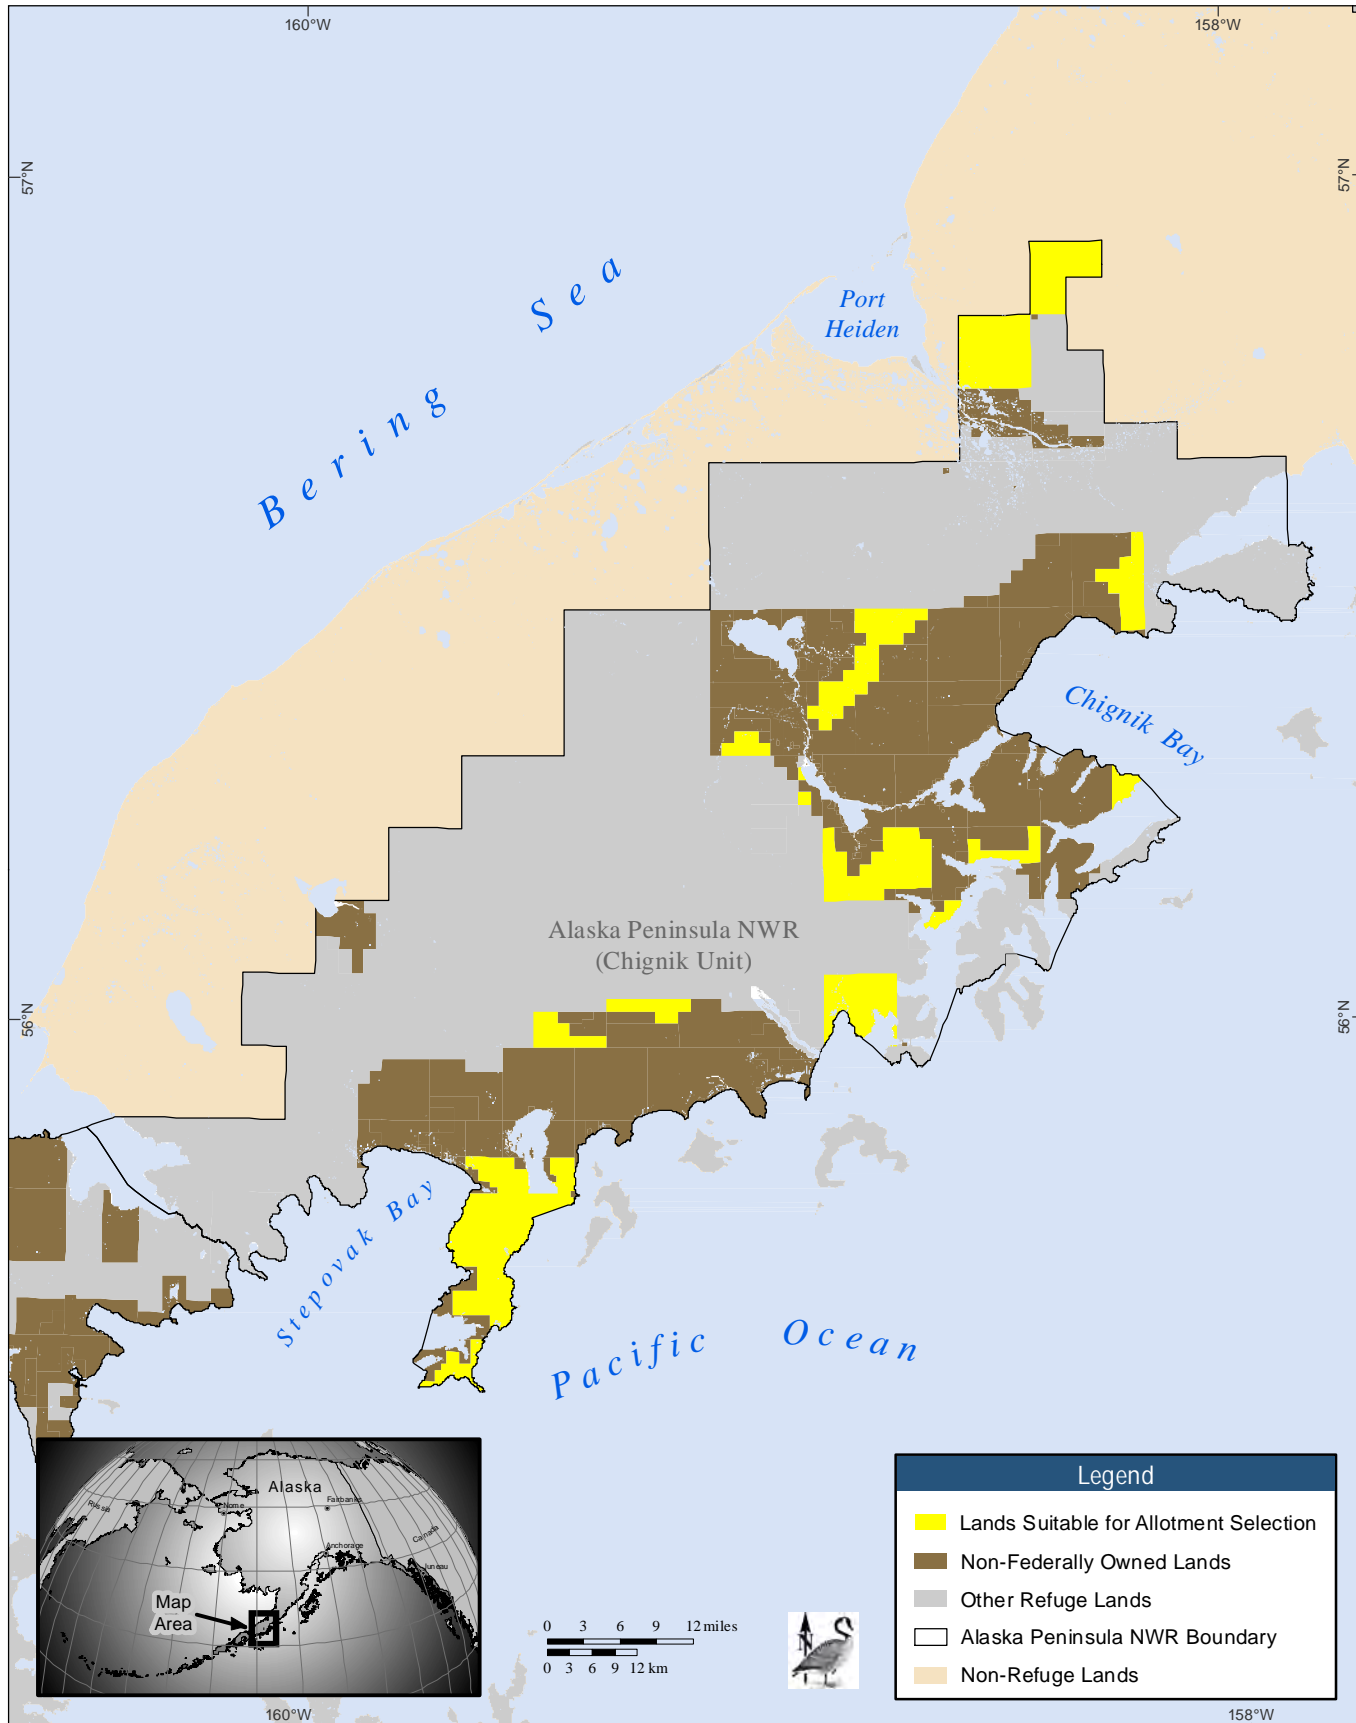 160°W
158°W
57°N
57°N
Bering Sea
Port
Heiden
Chignik Bay
Alaska Peninsula NWR
(Chignik Unit)
56°N
56°N
Stepovak Bay
Pacific Ocean
Legend
Lands Suitable for Allotment Selection
Non-Federally Owned Lands
Other Refuge Lands
Alaska Peninsula NWR Boundary
Non-Refuge Lands
Alaska
Russia
Nome
Fairbanks
Canada
Anchorage
Juneau
Map
Area
0 3 6 9 12 miles
0 3 6 9 12 km
N
160°W
158°W